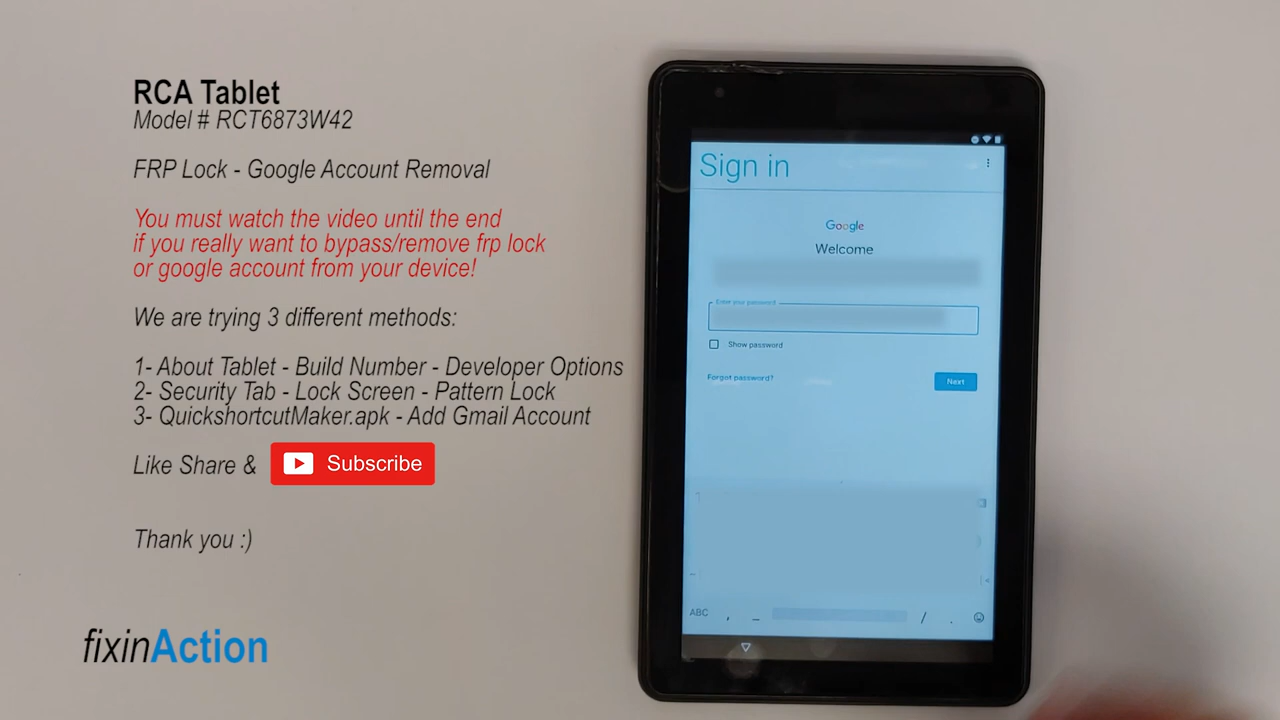 RCA Tablet
Model # RCT6873W42
FRP Lock - Google Account Removal
You must watch the video until the end
if you really want to bypass/remove frp lock
or google account from your device!
We are trying 3 different methods:
1- About Tablet - Build Number - Developer Options
2- Security Tab - Lock Screen - Pattern Lock
3- QuickshortcutMaker.apk - Add Gmail Account
Like Share &
Subscribe
Thank you :)
fixinAction
Sign in
Google
Welcome
Enter your password
Show password
Forgot password?
Next
ABC , _ / .